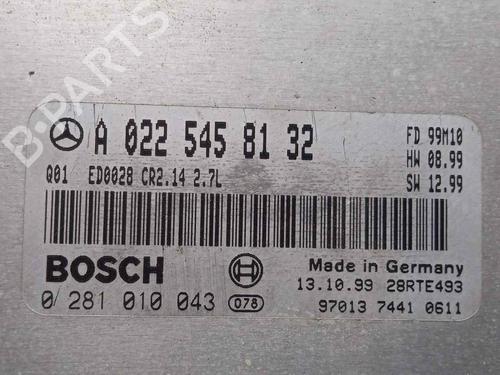 A 022 545 81 32
FD 99M10
HW 08.99
Q01 ED0028 CR2.14 2.7L
SW 12.99
BOSCH
Made in Germany
13.10.99 28RTE493
0 281 010 043 078
97013 7441 0611
B-PARTS